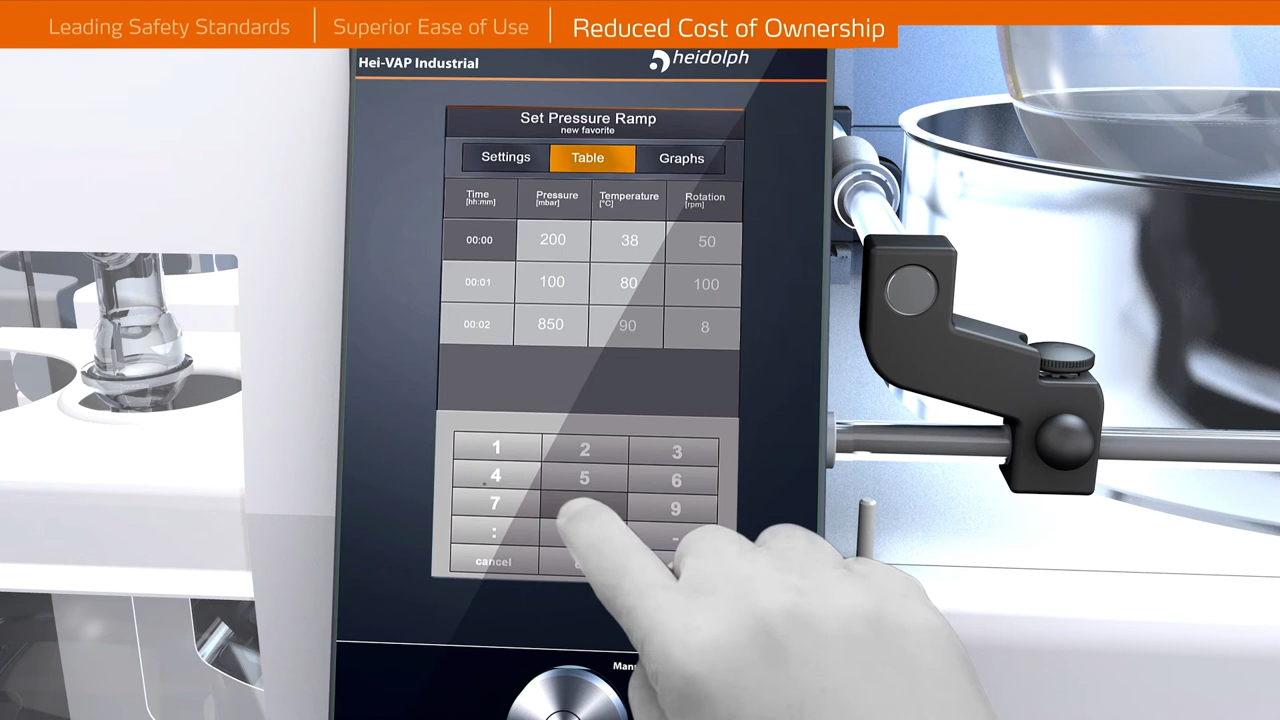 Leading Safety Standards
Superior Ease of Use
Reduced Cost of Ownership
Hei-VAP Industrial
heidolph
Set Pressure Ramp
new favorite
Settings Table Graphs
Time Pressure Temperature Rotation
[hh:mm] [mbar] [°C] [rpm]
00:00 200 38 50
00:01 100 80 100
00:02 850 90 8
1 2 3
4 5 6
7 9
: -
cancel